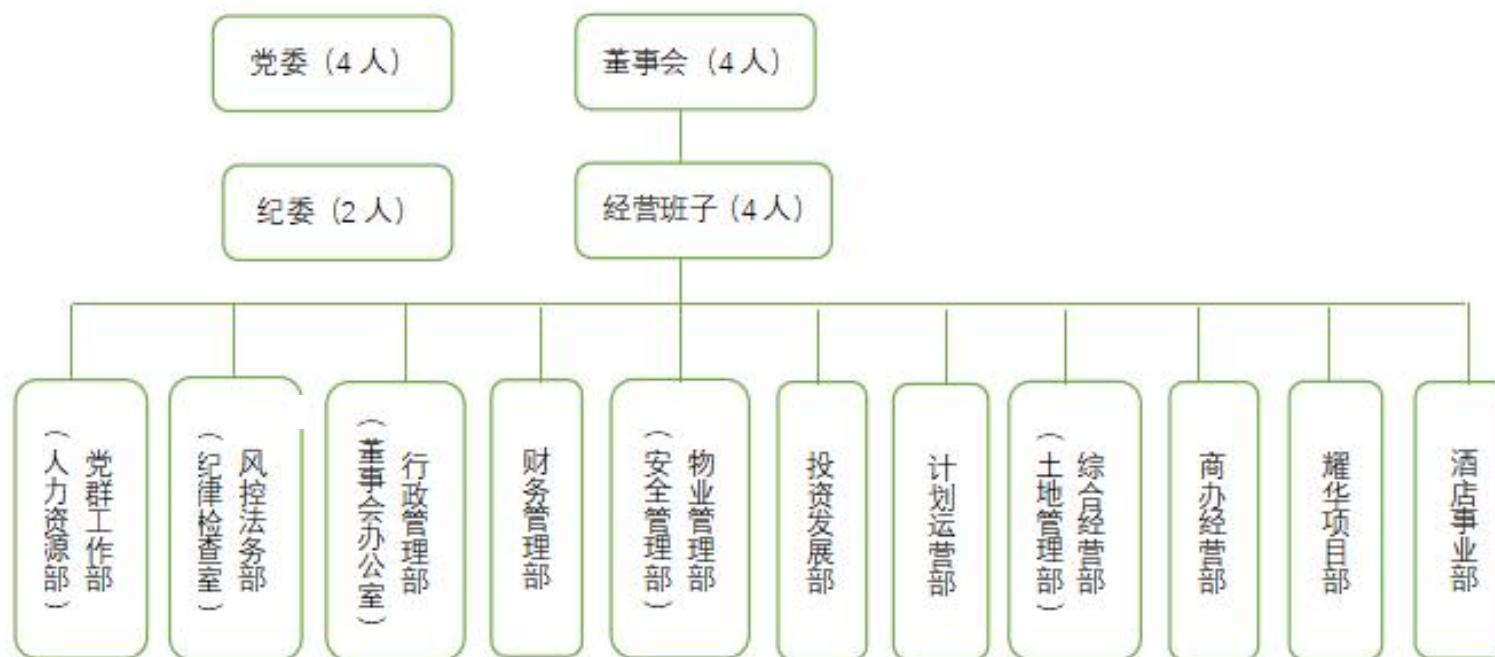 党委（4人）
董事会（4人）
纪委（2人）
经营班子（4人）
党群工作部
（人力资源部）
风控法务部
（纪律检查室）
行政管理部
（董事会办公室）
财务管理部
物业管理部
（安全管理部）
投资发展部
计划运营部
综合经营部
（土地管理部）
商办经营部
耀华项目部
酒店事业部